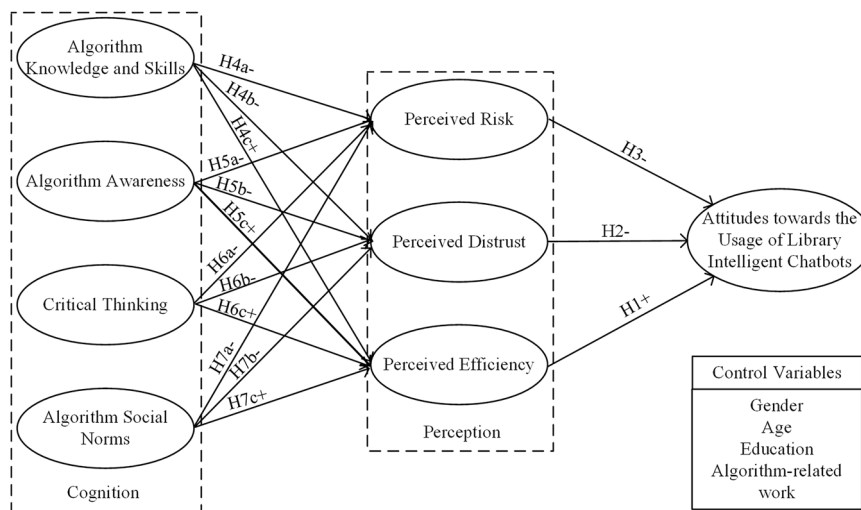 Algorithm
Knowledge and Skills
Algorithm Awareness
Critical Thinking
Algorithm Social
Norms
Cognition
H4a-
H4b-
H4c+
H5a-
H5b-
H5c+
H6a-
H6b-
H6c+
H7a-
H7b-
H7c+
Perceived Risk
Perceived Distrust
Perceived Efficiency
Perception
H3-
H2-
H1+
Attitudes towards the
Usage of Library
Intelligent Chatbots
Control Variables
Gender
Age
Education
Algorithm-related
work